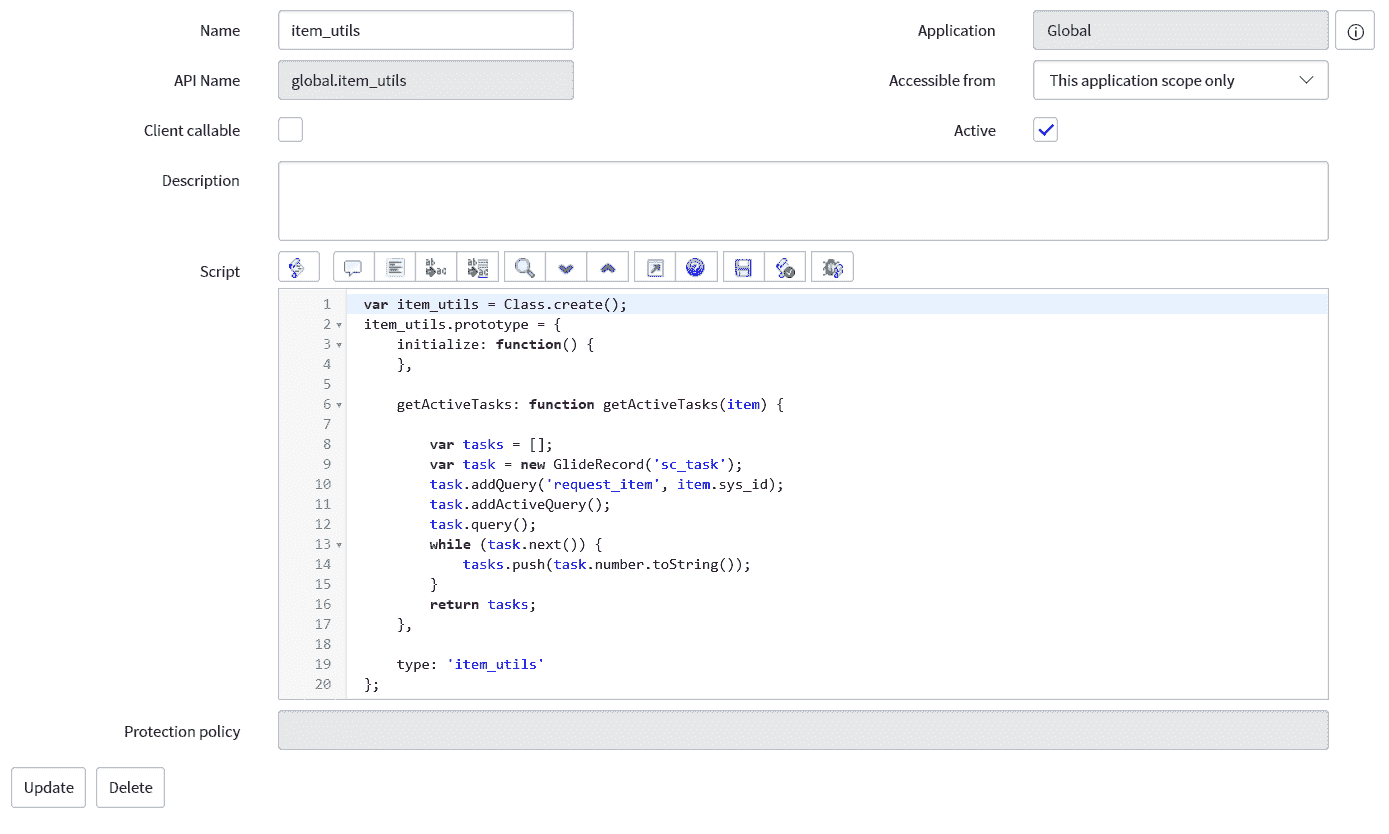 Name item_utils Application Global
API Name global.item_utils Accessible from This application scope only
Client callable Active
Description
Script
1 var item_utils = Class.create();
2 item_utils.prototype = {
3     initialize: function() {
4     },
5
6     getActiveTasks: function getActiveTasks(item) {
7
8         var tasks = [];
9         var task = new GlideRecord('sc_task');
10         task.addQuery('request_item', item.sys_id);
11         task.addActiveQuery();
12         task.query();
13         while (task.next()) {
14             tasks.push(task.number.toString());
15         }
16         return tasks;
17     },
18
19     type: 'item_utils'
20 };
Protection policy
Update Delete